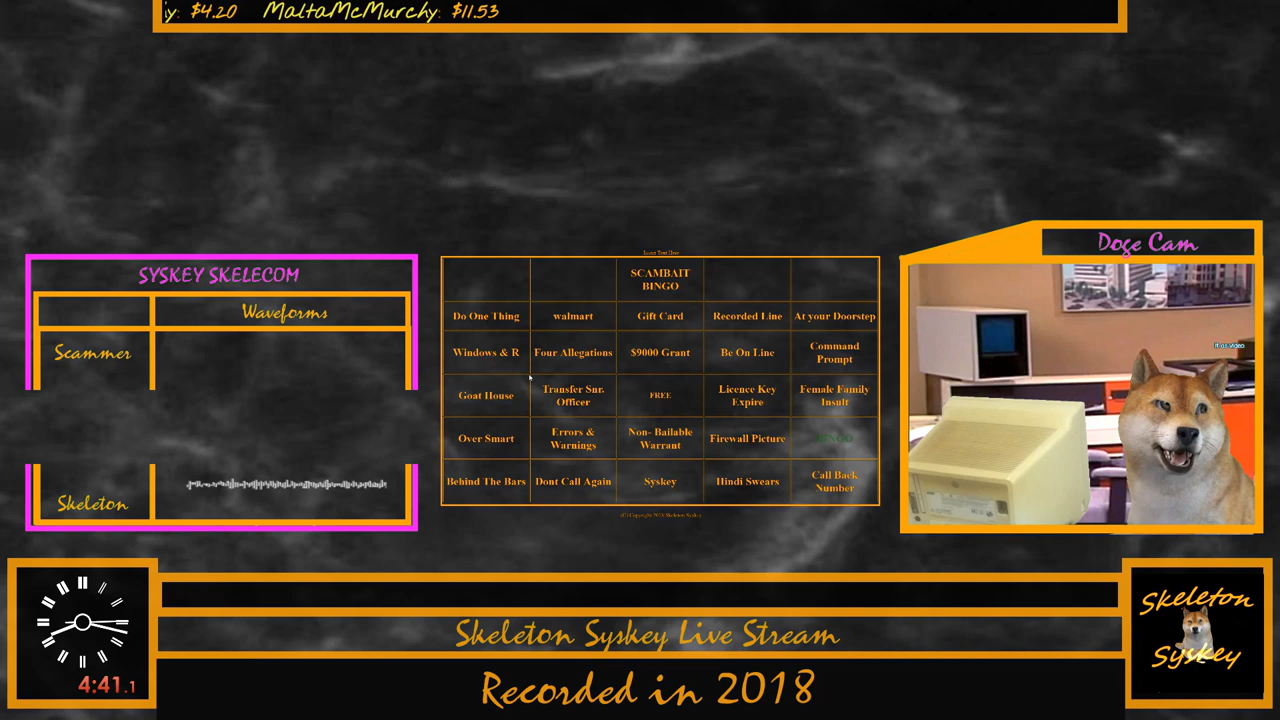 y: $4.20 MaltaMcMurchy: $11.53
Doge Cam
SYSKEY SKELECOM
Waveforms
Scammer
Skeleton
Insert Text Here
SCAMBAIT BINGO
Do One Thing walmart Gift Card Recorded Line At your Doorstep
Windows & R Four Allegations $9000 Grant Be On Line Command Prompt
Goat House Transfer Snr. Officer FREE Licence Key Expire Female Family Insult
Over Smart Errors & Warnings Non- Bailable Warrant Firewall Picture BINGO
Behind The Bars Dont Call Again Syskey Hindi Swears Call Back Number
Skeleton Syskey Live Stream
Recorded in 2018
4:41.1
Skeleton
Syskey